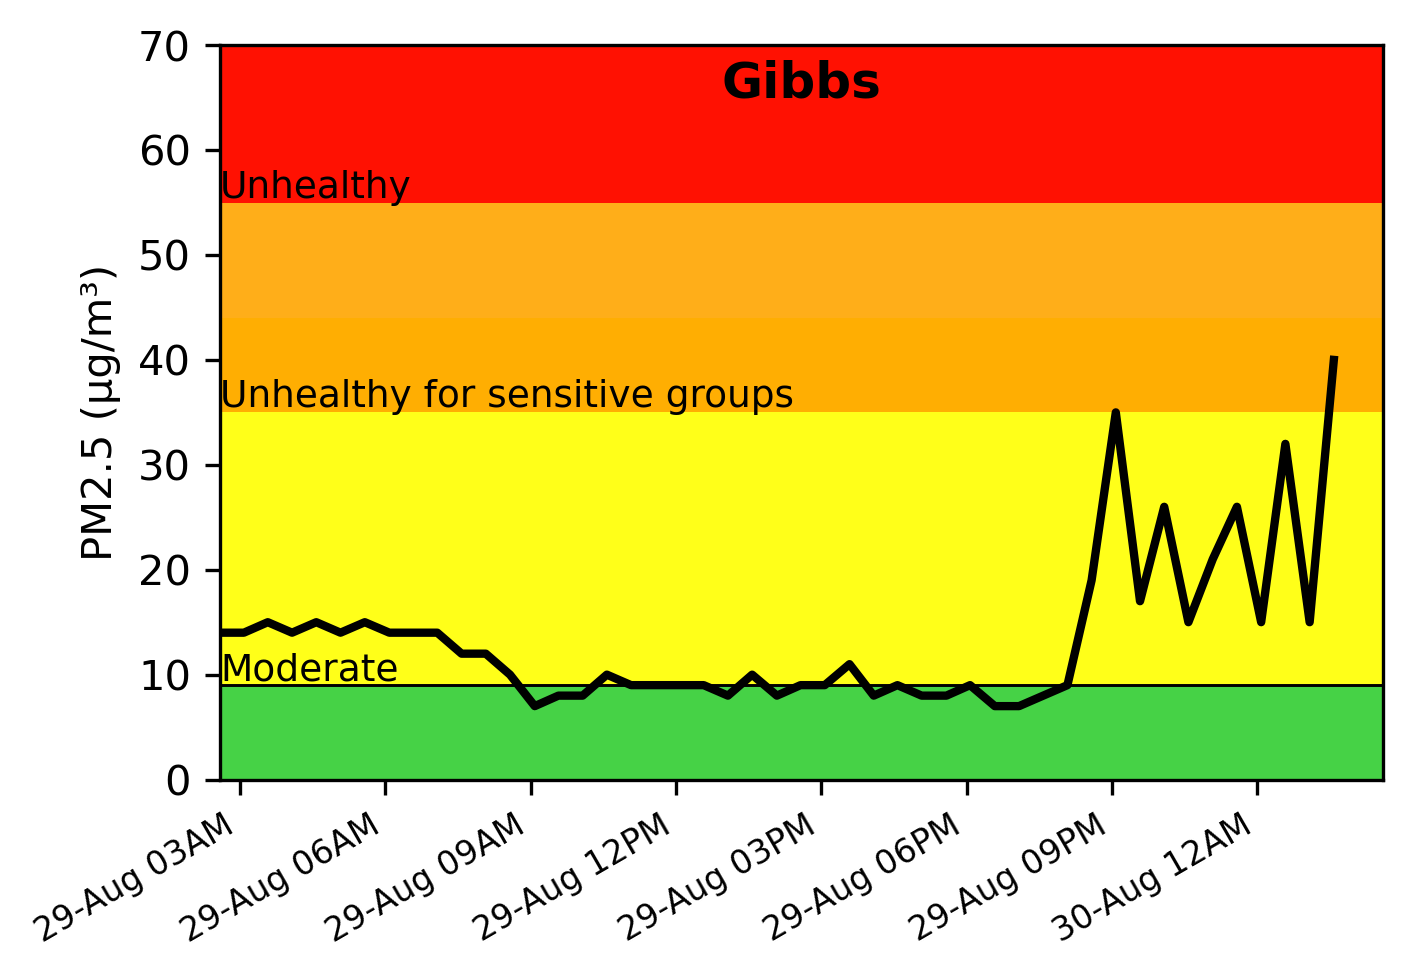 Gibbs
70
60
50
40
30
20
10
0
PM2.5 (µg/m³)
Unhealthy
Unhealthy for sensitive groups
Moderate
29-Aug 03AM
29-Aug 06AM
29-Aug 09AM
29-Aug 12PM
29-Aug 03PM
29-Aug 06PM
29-Aug 09PM
30-Aug 12AM